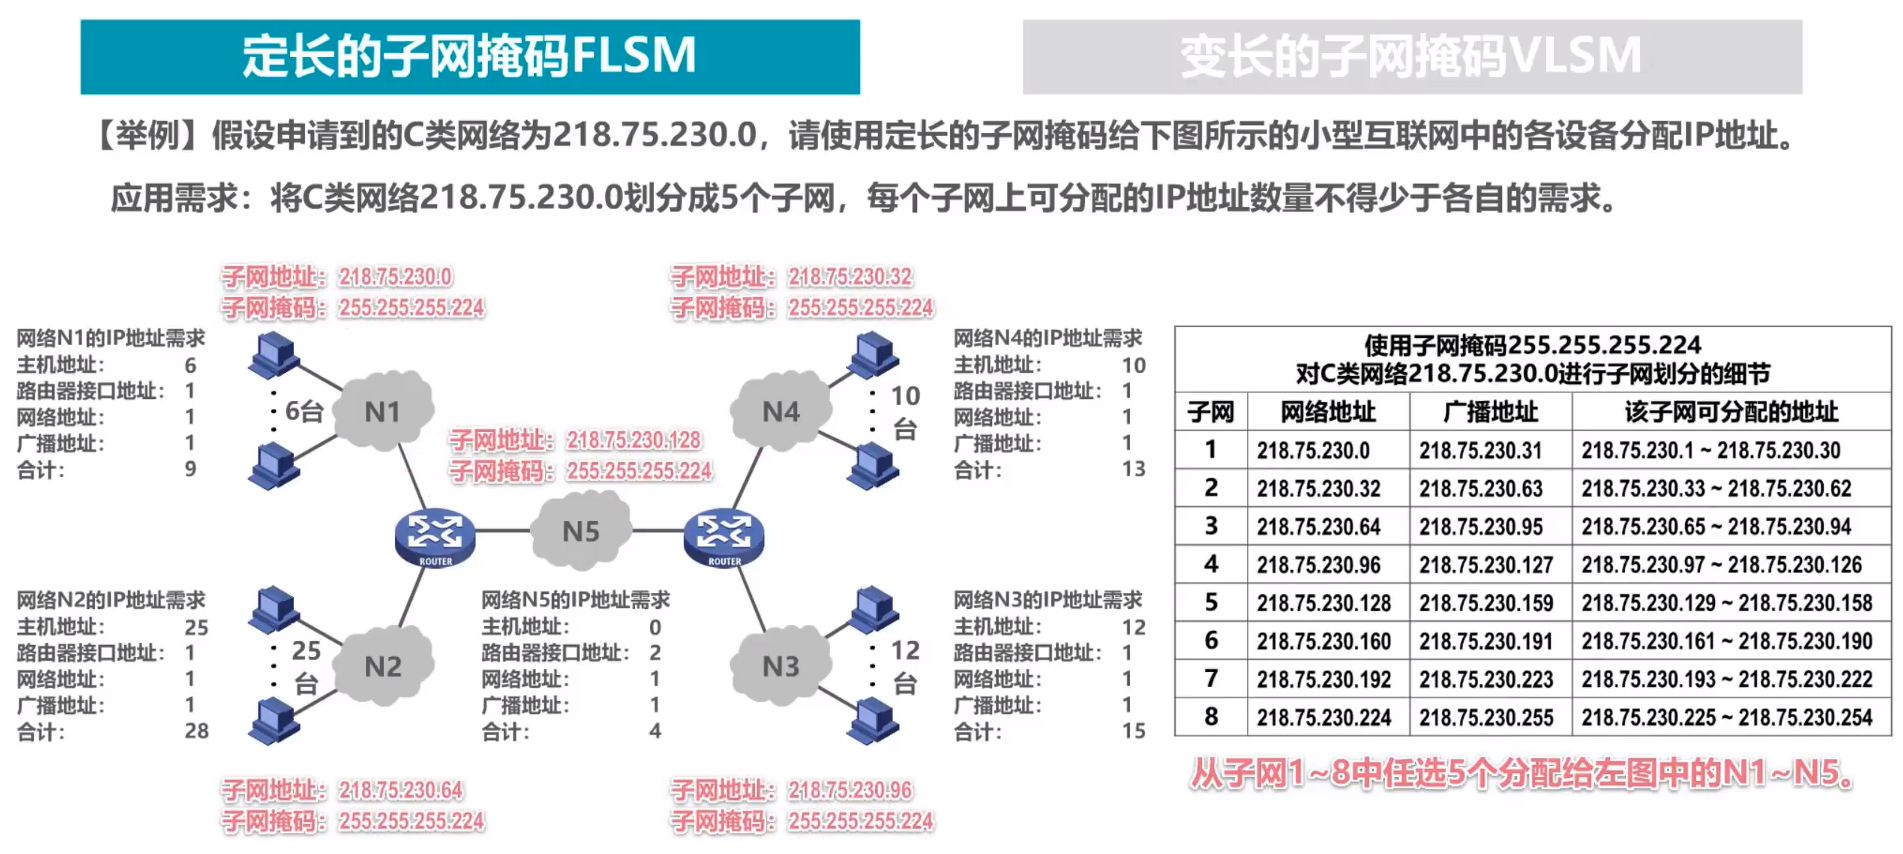 定长的子网掩码FLSM
变长的子网掩码VLSM
【举例】假设申请到的C类网络为218.75.230.0，请使用定长的子网掩码给下图所示的小型互联网中的各设备分配IP地址。
应用需求：将C类网络218.75.230.0划分成5个子网，每个子网上可分配的IP地址数量不得少于各自的需求。
子网地址：218.75.230.0
子网掩码：255.255.255.224
网络N1的IP地址需求
主机地址： 6
路由器接口地址： 1
网络地址： 1
广播地址： 1
合计： 9
6台
N1
子网地址：218.75.230.32
子网掩码：255.255.255.224
N4
10
台
网络N4的IP地址需求
主机地址： 10
路由器接口地址： 1
网络地址： 1
广播地址： 1
合计： 13
子网地址：218.75.230.128
子网掩码：255.255.255.224
ROUTER
N5
ROUTER
网络N2的IP地址需求
主机地址： 25
路由器接口地址： 1
网络地址： 1
广播地址： 1
合计： 28
25
台
N2
子网地址：218.75.230.64
子网掩码：255.255.255.224
网络N5的IP地址需求
主机地址： 0
路由器接口地址： 2
网络地址： 1
广播地址： 1
合计： 4
N3
12
台
网络N3的IP地址需求
主机地址： 12
路由器接口地址： 1
网络地址： 1
广播地址： 1
合计： 15
子网地址：218.75.230.96
子网掩码：255.255.255.224
使用子网掩码255.255.255.224
对C类网络218.75.230.0进行子网划分的细节
子网 网络地址 广播地址 该子网可分配的地址
1 218.75.230.0 218.75.230.31 218.75.230.1 ~ 218.75.230.30
2 218.75.230.32 218.75.230.63 218.75.230.33 ~ 218.75.230.62
3 218.75.230.64 218.75.230.95 218.75.230.65 ~ 218.75.230.94
4 218.75.230.96 218.75.230.127 218.75.230.97 ~ 218.75.230.126
5 218.75.230.128 218.75.230.159 218.75.230.129 ~ 218.75.230.158
6 218.75.230.160 218.75.230.191 218.75.230.161 ~ 218.75.230.190
7 218.75.230.192 218.75.230.223 218.75.230.193 ~ 218.75.230.222
8 218.75.230.224 218.75.230.255 218.75.230.225 ~ 218.75.230.254
从子网1~8中任选5个分配给左图中的N1~N5。